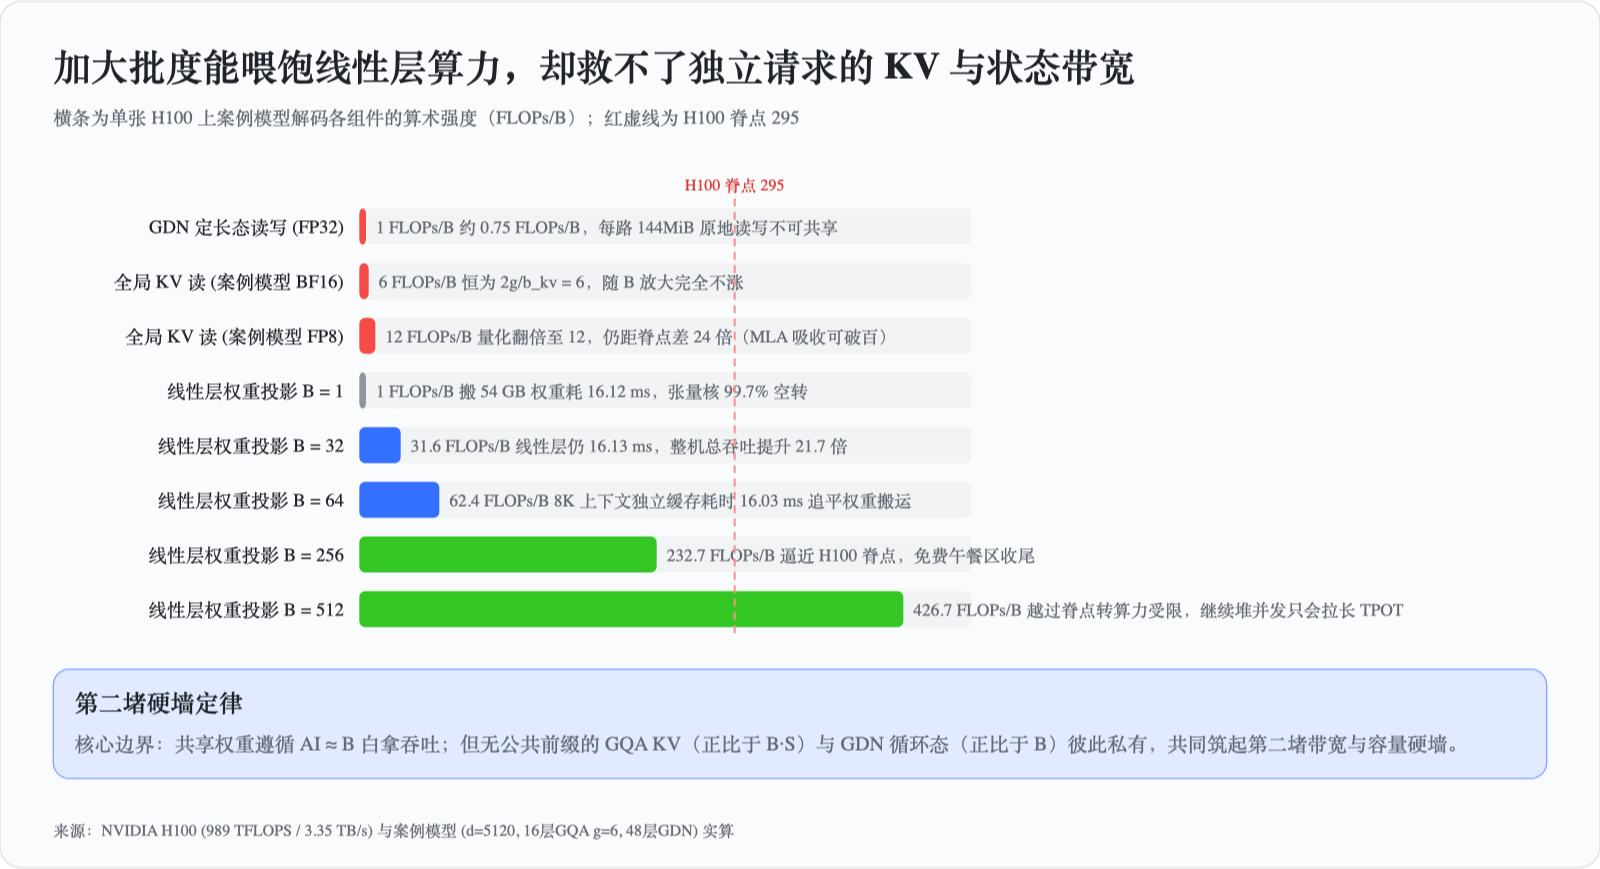 加大批度能喂饱线性层算力，却救不了独立请求的 KV 与状态带宽
横条为单张 H100 上案例模型解码各组件的算术强度（FLOPs/B）；红虚线为 H100 脊点 295
H100 脊点 295
GDN 定长态读写 (FP32) 1 FLOPs/B 约 0.75 FLOPs/B，每路 144MiB 原地读写不可共享
全局 KV 读 (案例模型 BF16) 6 FLOPs/B 恒为 2g/b_kv = 6，随 B 放大完全不涨
全局 KV 读 (案例模型 FP8) 12 FLOPs/B 量化翻倍至 12，仍距脊点差 24 倍（MLA 吸收可破百）
线性层权重投影 B = 1 1 FLOPs/B 搬 54 GB 权重耗 16.12 ms，张量核 99.7% 空转
线性层权重投影 B = 32 31.6 FLOPs/B 线性层仍 16.13 ms，整机总吞吐提升 21.7 倍
线性层权重投影 B = 64 62.4 FLOPs/B 8K 上下文独立缓存耗时 16.03 ms 追平权重搬运
线性层权重投影 B = 256 232.7 FLOPs/B 逼近 H100 脊点，免费午餐区收尾
线性层权重投影 B = 512 426.7 FLOPs/B 越过脊点转算力受限，继续堆并发只会拉长 TPOT
第二堵硬墙定律
核心边界：共享权重遵循 AI ≈ B 白拿吞吐；但无公共前缀的 GQA KV（正比于 B·S）与 GDN 循环态（正比于 B）彼此私有，共同筑起第二堵带宽与容量硬墙。
来源：NVIDIA H100 (989 TFLOPS / 3.35 TB/s) 与案例模型 (d=5120, 16层GQA g=6, 48层GDN) 实算